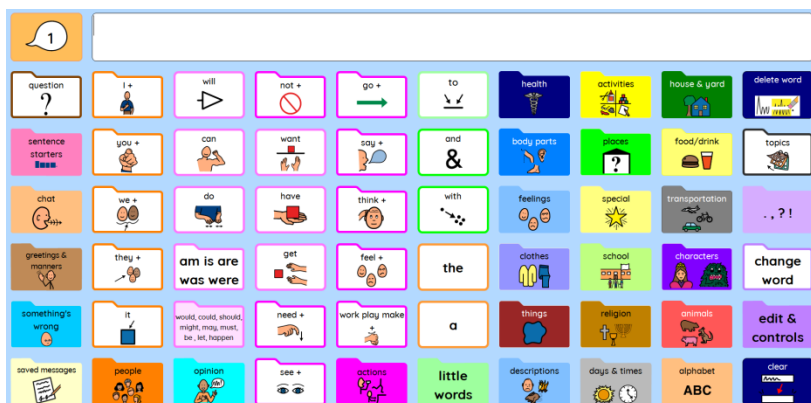 1
question
I +
will
not +
go +
to
health
activities
house & yard
delete word
sentence
starters
you +
can
want
say +
and
&
body parts
places
?
food/drink
topics
chat
we +
do
have
think +
with
feelings
special
transportation
. , ? !
greetings &
manners
they +
am is are
was were
get
feel +
the
clothes
school
characters
change
word
something's
wrong
it
would, could, should,
might, may, must,
be , let, happen
need +
work play make
+
a
things
religion
animals
edit &
controls
saved messages
people
opinion
see +
actions
little
words
descriptions
days & times
alphabet
ABC
clear